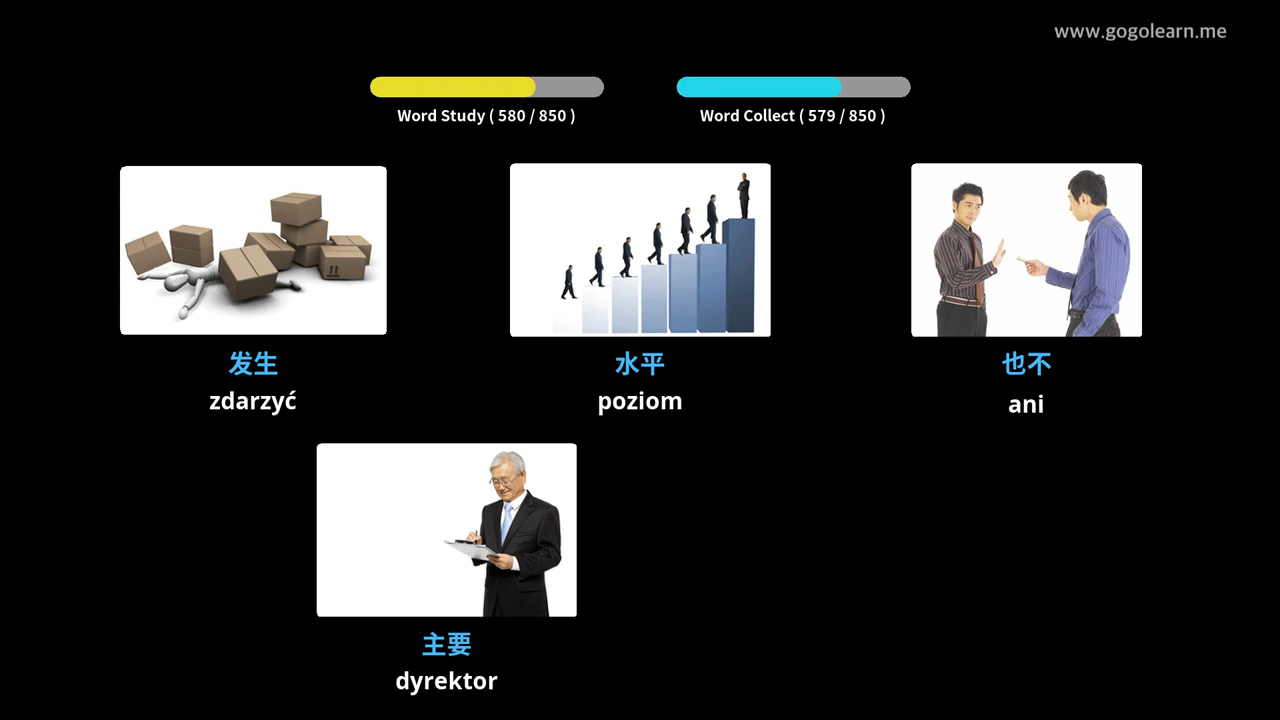 www.gogolearn.me
Word Study ( 580 / 850 )
Word Collect ( 579 / 850 )
发生
zdarzyć
水平
poziom
也不
ani
主要
dyrektor